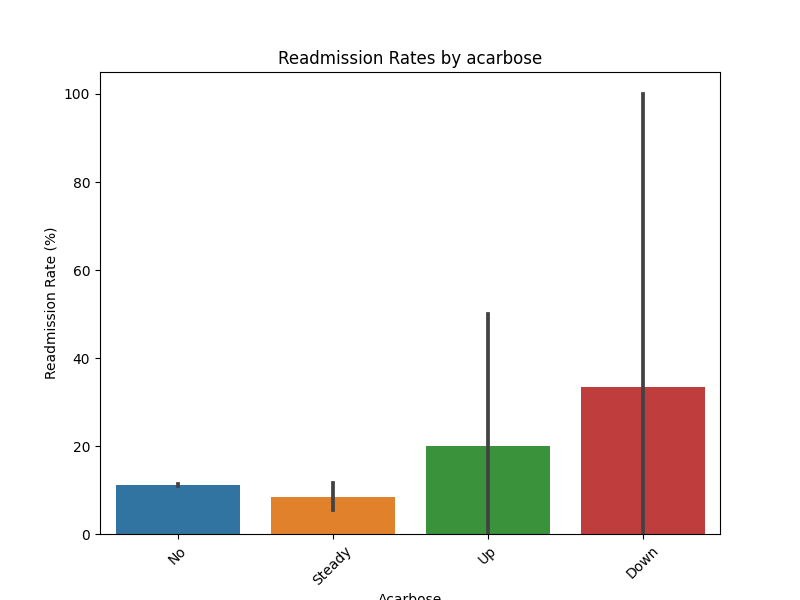 Readmission Rates by acarbose
Readmission Rate (%)
100
80
60
40
20
0
No
Steady
Up
Down
Acarbose